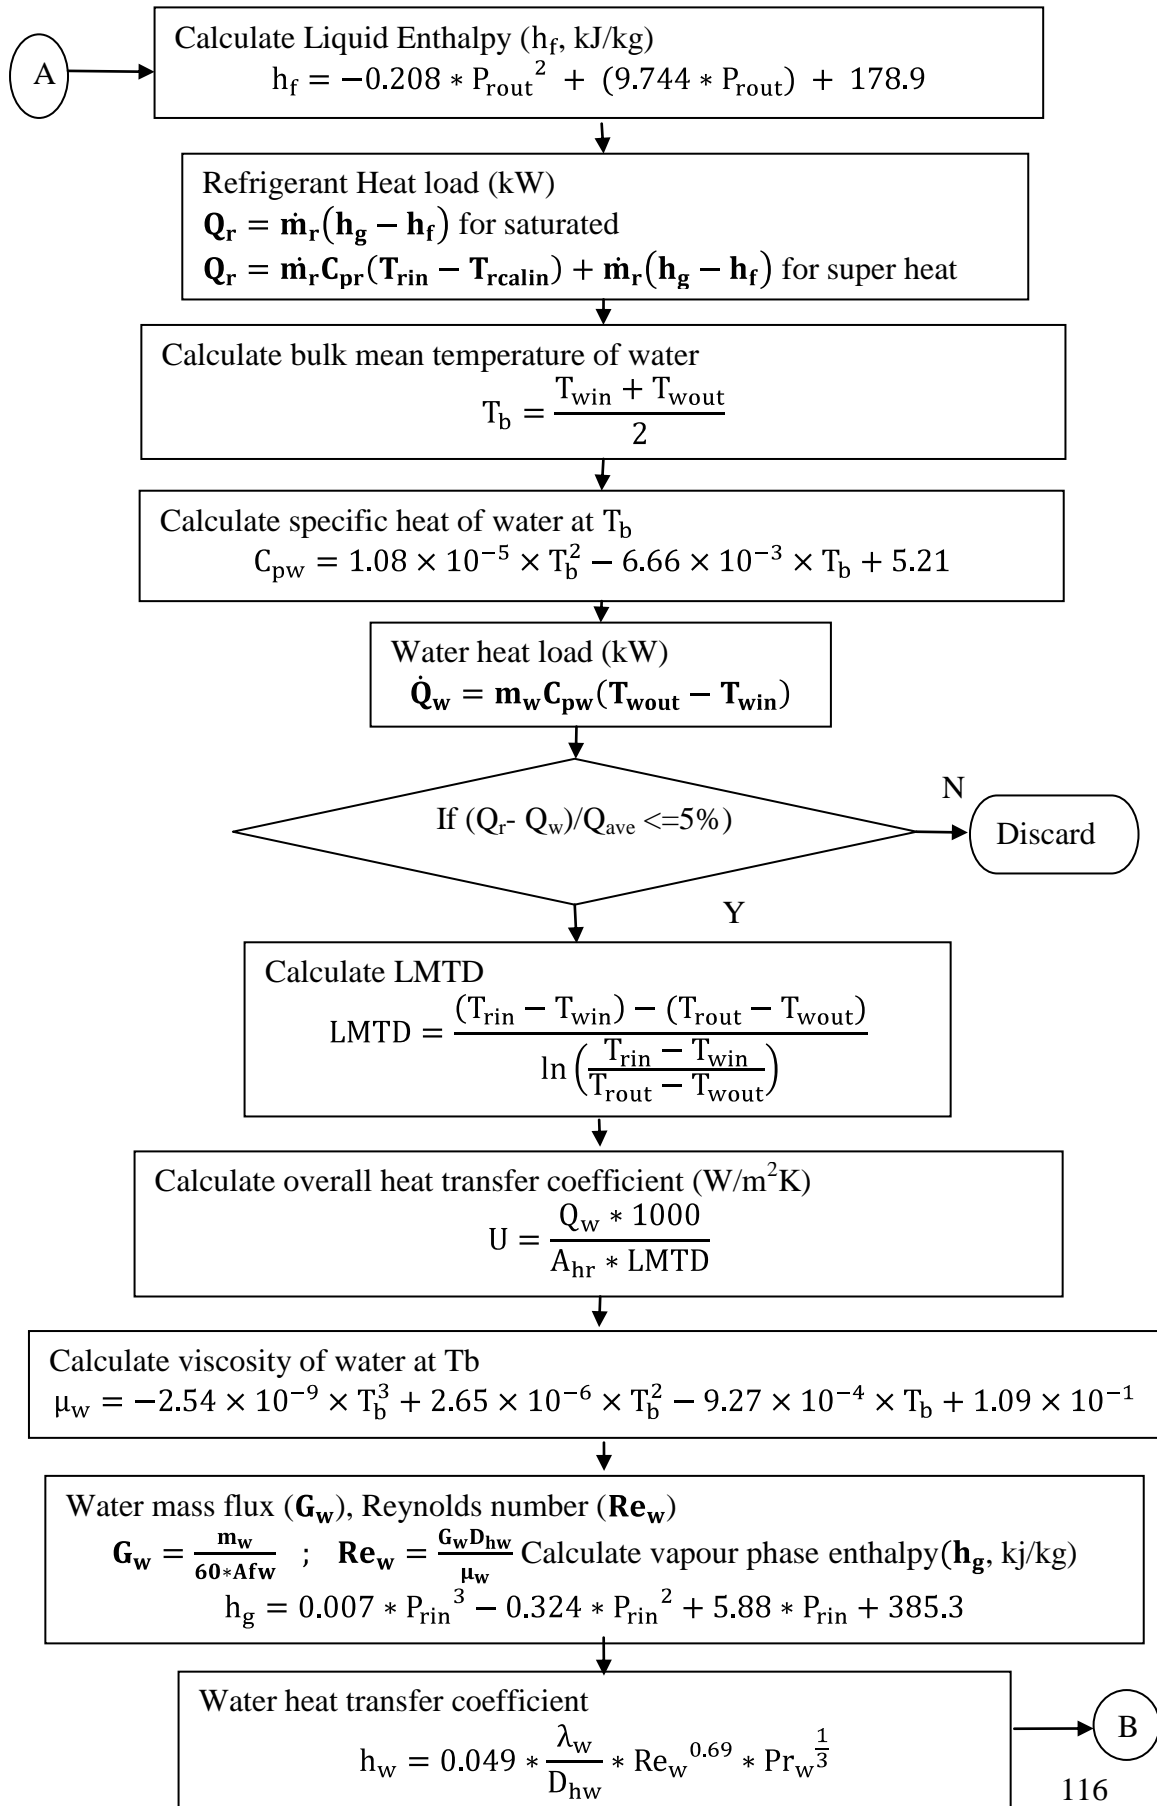 A
Calculate Liquid Enthalpy (h_f, kJ/kg)
h_f = −0.208 * P_rout^2 + (9.744 * P_rout) + 178.9
Refrigerant Heat load (kW)
Q_r = ṁ_r(h_g − h_f) for saturated
Q_r = ṁ_r C_pr(T_rin − T_rcalin) + ṁ_r(h_g − h_f) for super heat
Calculate bulk mean temperature of water
T_b = (T_win + T_wout)/2
Calculate specific heat of water at T_b
C_pw = 1.08 × 10^−5 × T_b^2 − 6.66 × 10^−3 × T_b + 5.21
Water heat load (kW)
Q̇_w = m_w C_pw(T_wout − T_win)
If (Q_r- Q_w)/Q_ave <=5%)
N
Discard
Y
Calculate LMTD
LMTD = ((T_rin − T_win) − (T_rout − T_wout))/(ln((T_rin − T_win)/(T_rout − T_wout)))
Calculate overall heat transfer coefficient (W/m^2K)
U = (Q_w * 1000)/(A_hr * LMTD)
Calculate viscosity of water at Tb
μ_w = −2.54 × 10^−9 × T_b^3 + 2.65 × 10^−6 × T_b^2 − 9.27 × 10^−4 × T_b + 1.09 × 10^−1
Water mass flux (G_w), Reynolds number (Re_w)
G_w = m_w/(60*Afw) ; Re_w = (G_w D_hw)/μ_w Calculate vapour phase enthalpy(h_g, kj/kg)
h_g = 0.007 * P_rin^3 − 0.324 * P_rin^2 + 5.88 * P_rin + 385.3
Water heat transfer coefficient
h_w = 0.049 * λ_w/D_hw * Re_w^0.69 * Pr_w^(1/3)
B
116